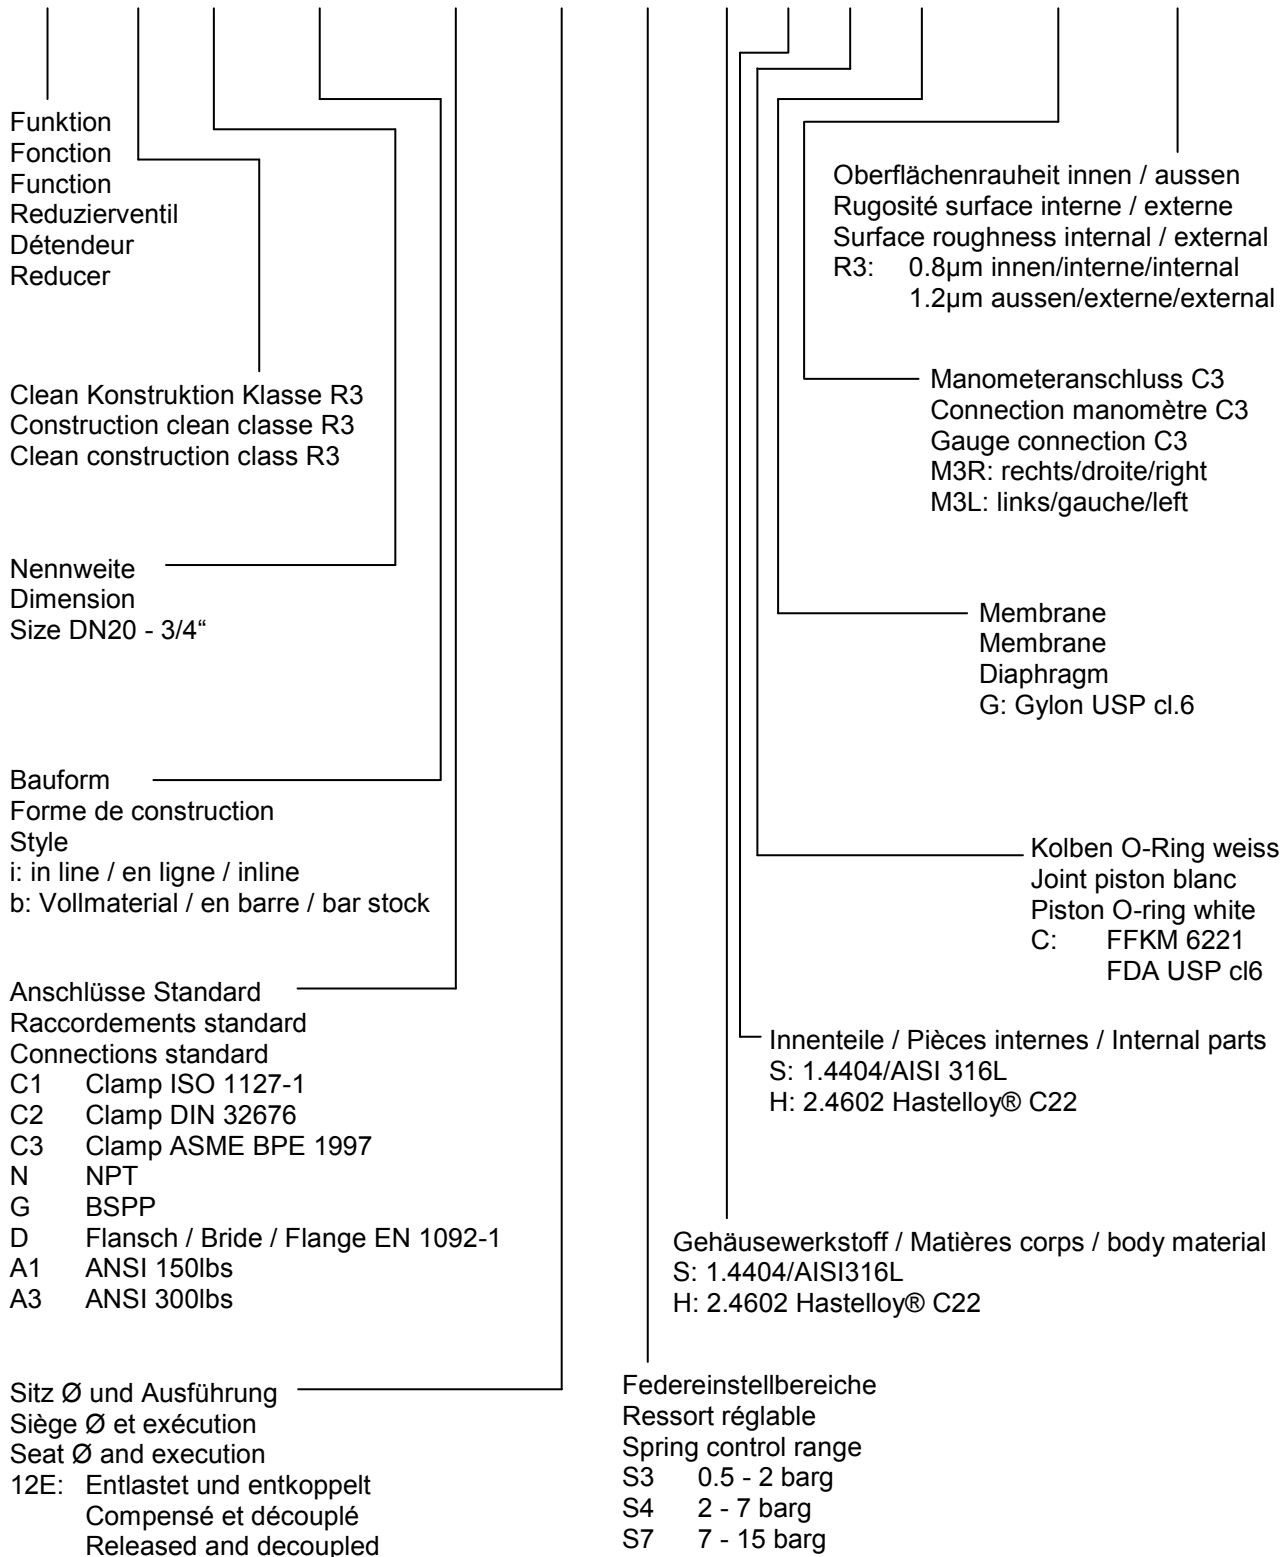 Funktion
Fonction
Function
Reduzierventil
Détendeur
Reducer
Clean Konstruktion Klasse R3
Construction clean classe R3
Clean construction class R3
Nennweite
Dimension
Size DN20 - 3/4“
Bauform
Forme de construction
Style
i: in line / en ligne / inline
b: Vollmaterial / en barre / bar stock
Anschlüsse Standard
Raccordements standard
Connections standard
C1 Clamp ISO 1127-1
C2 Clamp DIN 32676
C3 Clamp ASME BPE 1997
N NPT
G BSPP
D Flansch / Bride / Flange EN 1092-1
A1 ANSI 150lbs
A3 ANSI 300lbs
Sitz Ø und Ausführung
Siège Ø et exécution
Seat Ø and execution
12E: Entlastet und entkoppelt
Compensé et découplé
Released and decoupled
Oberflächenrauheit innen / aussen
Rugosité surface interne / externe
Surface roughness internal / external
R3: 0.8µm innen/interne/internal
1.2µm aussen/externe/external
Manometeranschluss C3
Connection manomètre C3
Gauge connection C3
M3R: rechts/droite/right
M3L: links/gauche/left
Membrane
Membrane
Diaphragm
G: Gylon USP cl.6
Kolben O-Ring weiss
Joint piston blanc
Piston O-ring white
C: FFKM 6221
FDA USP cl6
Innenteile / Pièces internes / Internal parts
S: 1.4404/AISI 316L
H: 2.4602 Hastelloy® C22
Gehäusewerkstoff / Matières corps / body material
S: 1.4404/AISI316L
H: 2.4602 Hastelloy® C22
Federeinstellbereiche
Ressort réglable
Spring control range
S3 0.5 - 2 barg
S4 2 - 7 barg
S7 7 - 15 barg